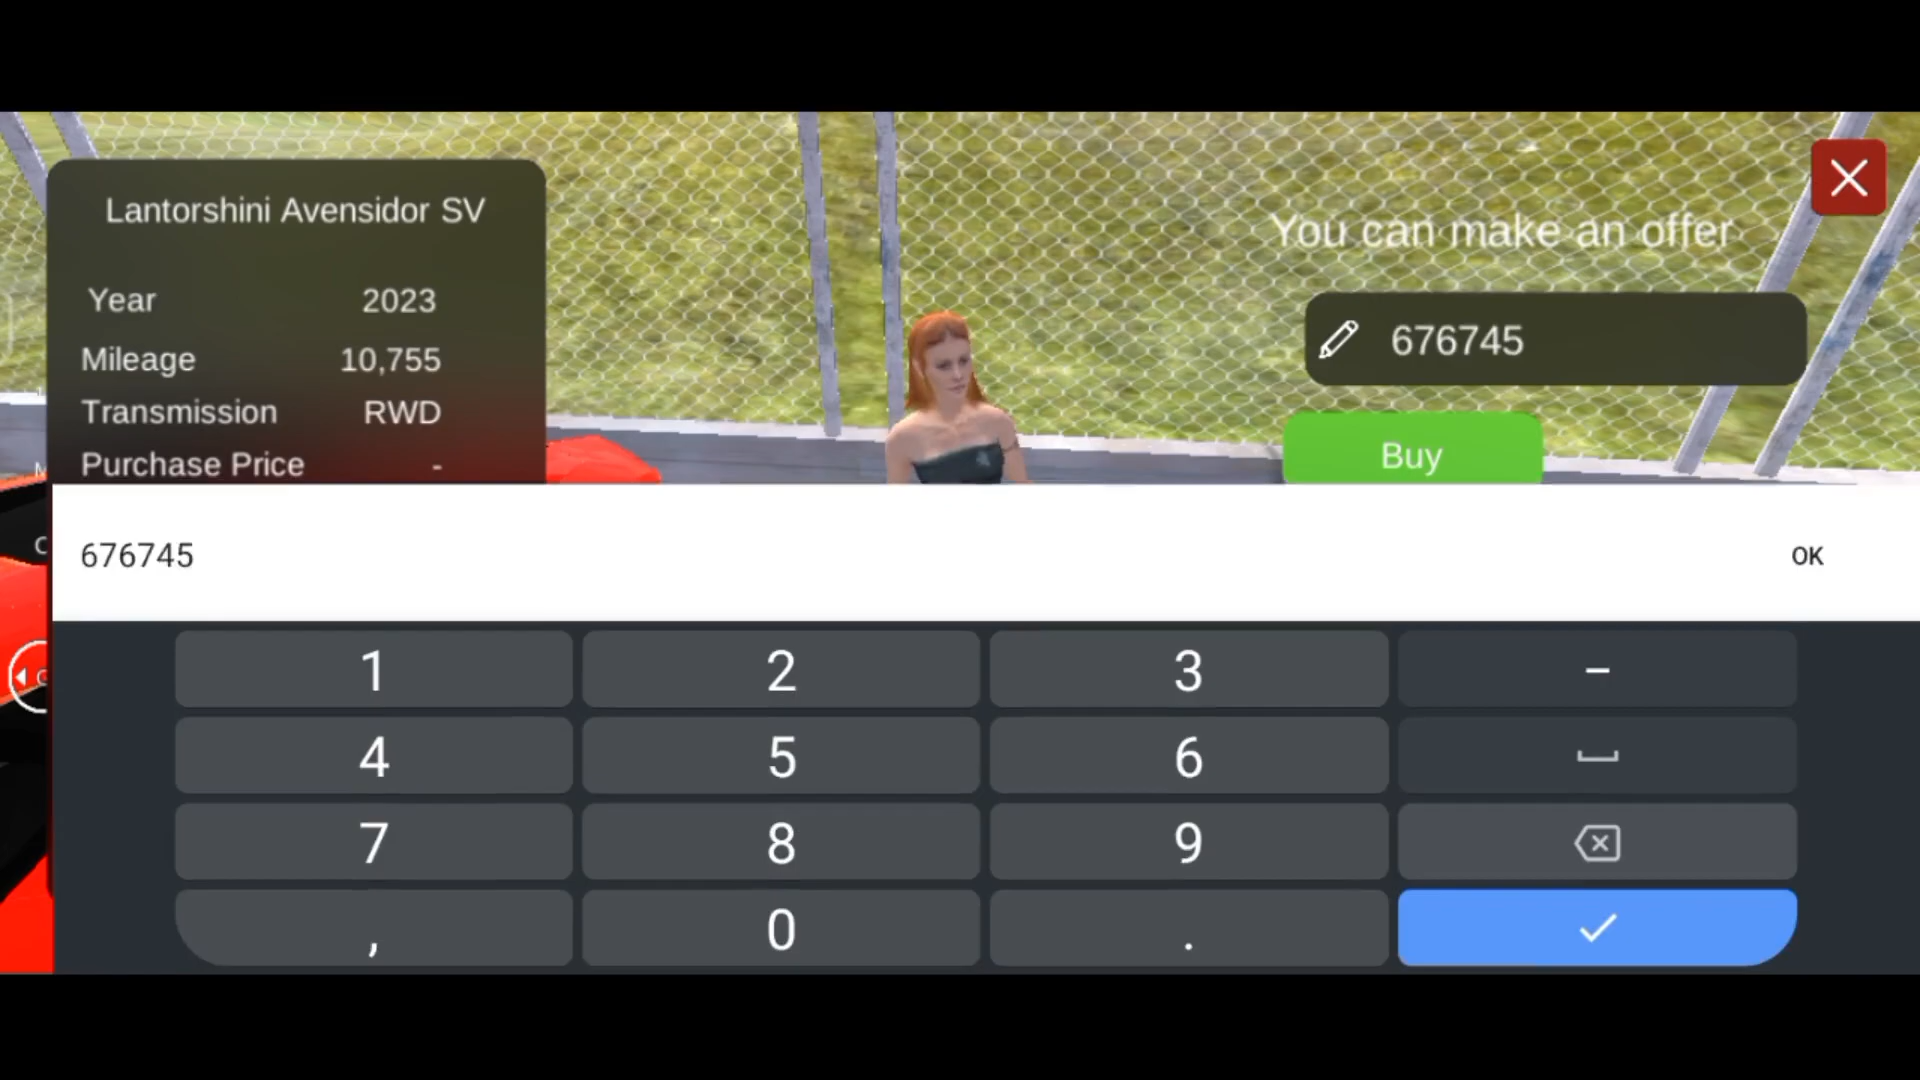 Lantorshini Avensidor SV
Year 2023
Mileage 10,755
Transmission RWD
Purchase Price -
You can make an offer
676745
Buy
676745
OK
1 2 3 –
4 5 6
7 8 9
, 0 .